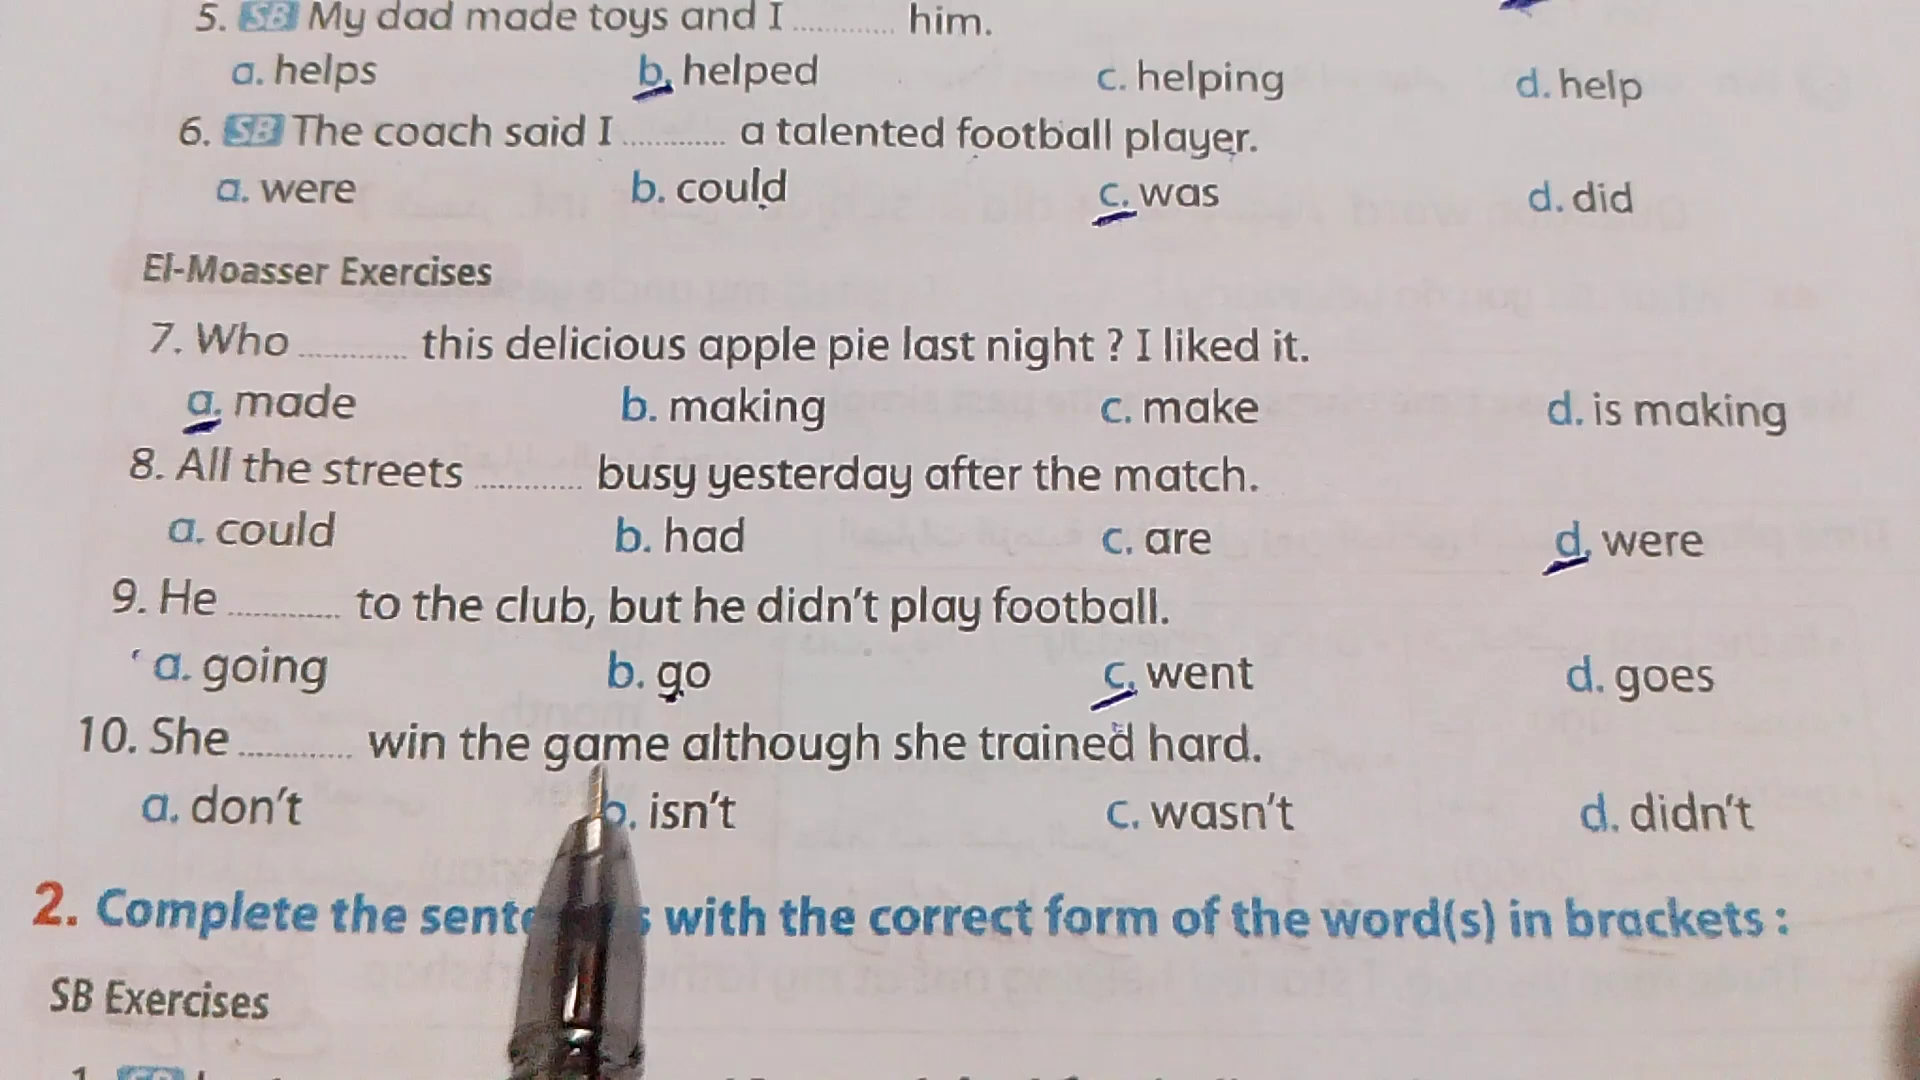 5. SB My dad made toys and I ............ him.
a. helps b. helped c. helping d. help
6. SB The coach said I ............ a talented football player.
a. were b. could c. was d. did
El-Moasser Exercises
7. Who ............ this delicious apple pie last night ? I liked it.
a. made b. making c. make d. is making
8. All the streets ............ busy yesterday after the match.
a. could b. had c. are d. were
9. He ............ to the club, but he didn't play football.
a. going b. go c. went d. goes
10. She ............ win the game although she trained hard.
a. don't b. isn't c. wasn't d. didn't
2. Complete the with the correct form of the word(s) in brackets :
SB Exercises